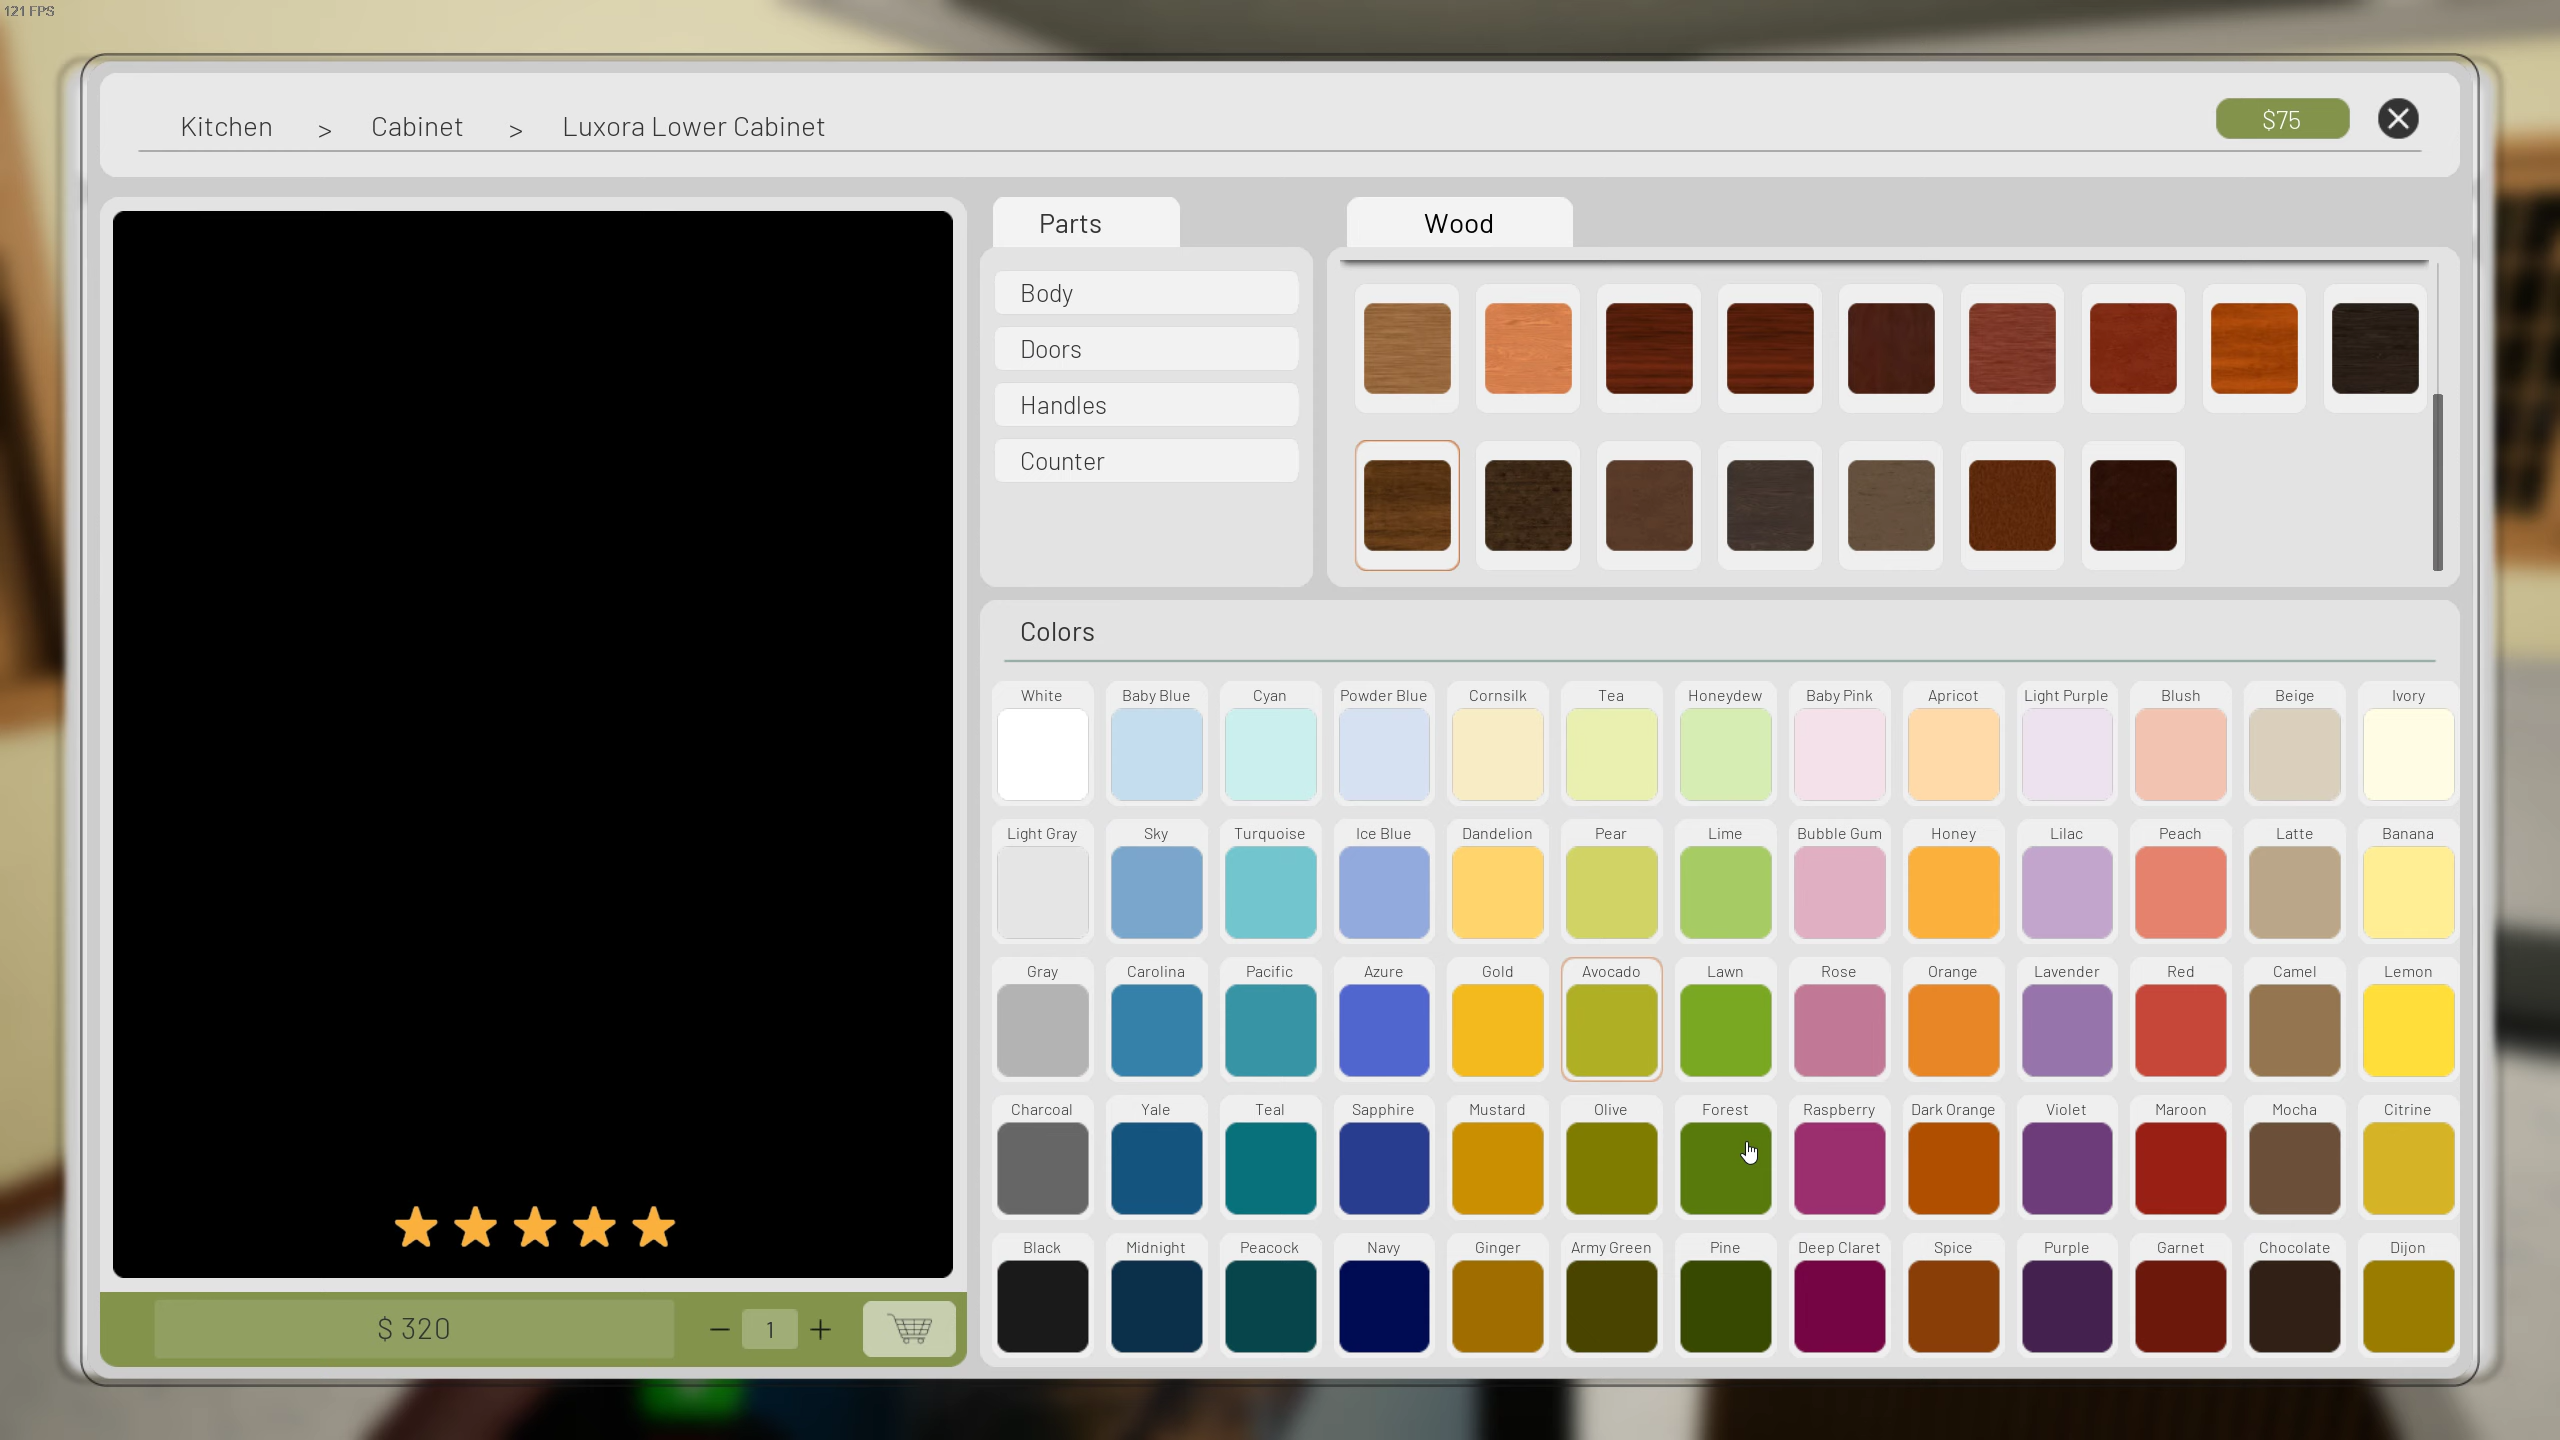 121 FPS
Kitchen > Cabinet > Luxora Lower Cabinet
$75
Parts
Wood
Body
Doors
Handles
Counter
Colors
White Baby Blue Cyan Powder Blue Cornsilk Tea Honeydew Baby Pink Apricot Light Purple Blush Beige Ivory
Light Gray Sky Turquoise Ice Blue Dandelion Pear Lime Bubble Gum Honey Lilac Peach Latte Banana
Gray Carolina Pacific Azure Gold Avocado Lawn Rose Orange Lavender Red Camel Lemon
Charcoal Yale Teal Sapphire Mustard Olive Forest Raspberry Dark Orange Violet Maroon Mocha Citrine
Black Midnight Peacock Navy Ginger Army Green Pine Deep Claret Spice Purple Garnet Chocolate Dijon
$ 320
− 1 +